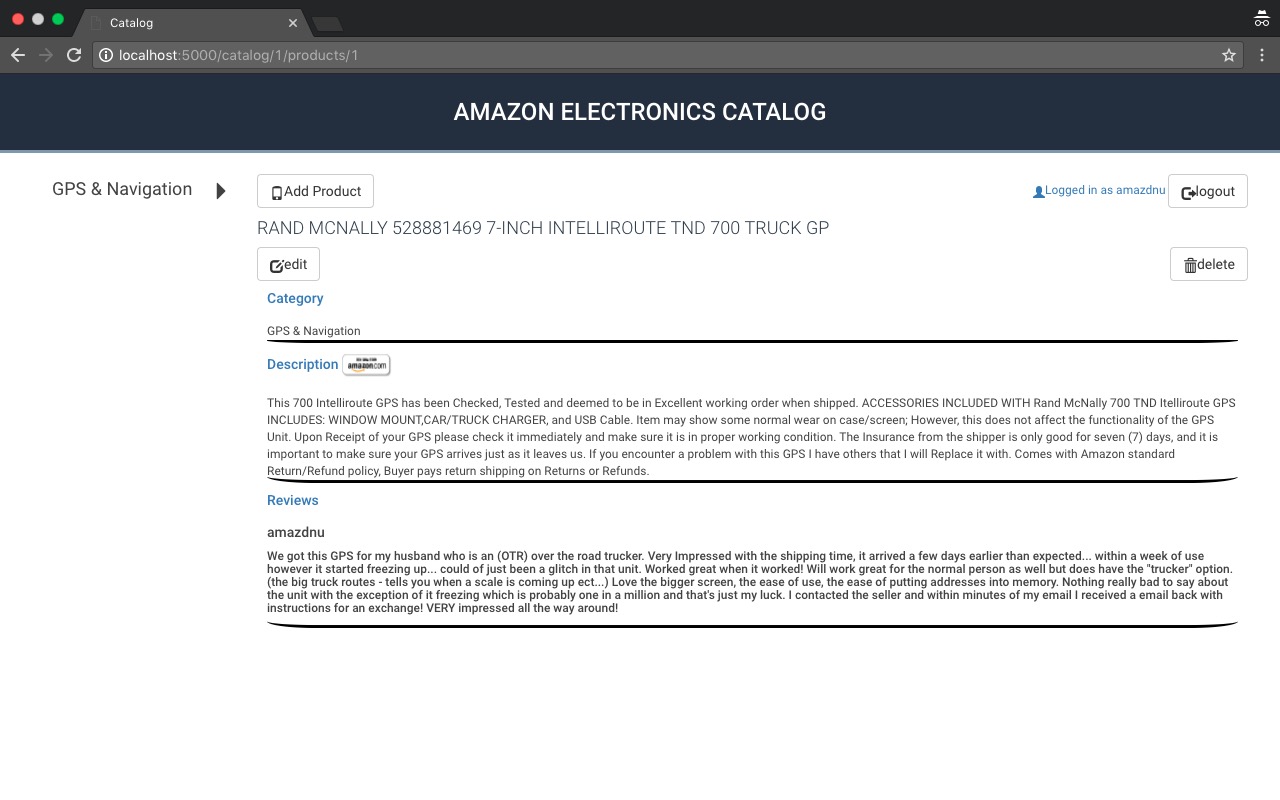 Catalog
localhost:5000/catalog/1/products/1
AMAZON ELECTRONICS CATALOG
GPS & Navigation
Add Product
Logged in as amazdnu
logout
RAND MCNALLY 528881469 7-INCH INTELLIROUTE TND 700 TRUCK GP
edit
delete
Category
GPS & Navigation
Description
amazon.com
This 700 Intelliroute GPS has been Checked, Tested and deemed to be in Excellent working order when shipped. ACCESSORIES INCLUDED WITH Rand McNally 700 TND Itelliroute GPS
INCLUDES: WINDOW MOUNT,CAR/TRUCK CHARGER, and USB Cable. Item may show some normal wear on case/screen; However, this does not affect the functionality of the GPS
Unit. Upon Receipt of your GPS please check it immediately and make sure it is in proper working condition. The Insurance from the shipper is only good for seven (7) days, and it is
important to make sure your GPS arrives just as it leaves us. If you encounter a problem with this GPS I have others that I will Replace it with. Comes with Amazon standard
Return/Refund policy, Buyer pays return shipping on Returns or Refunds.
Reviews
amazdnu
We got this GPS for my husband who is an (OTR) over the road trucker. Very Impressed with the shipping time, it arrived a few days earlier than expected... within a week of use
however it started freezing up... could of just been a glitch in that unit. Worked great when it worked! Will work great for the normal person as well but does have the "trucker" option.
(the big truck routes - tells you when a scale is coming up ect...) Love the bigger screen, the ease of use, the ease of putting addresses into memory. Nothing really bad to say about
the unit with the exception of it freezing which is probably one in a million and that's just my luck. I contacted the seller and within minutes of my email I received a email back with
instructions for an exchange! VERY impressed all the way around!